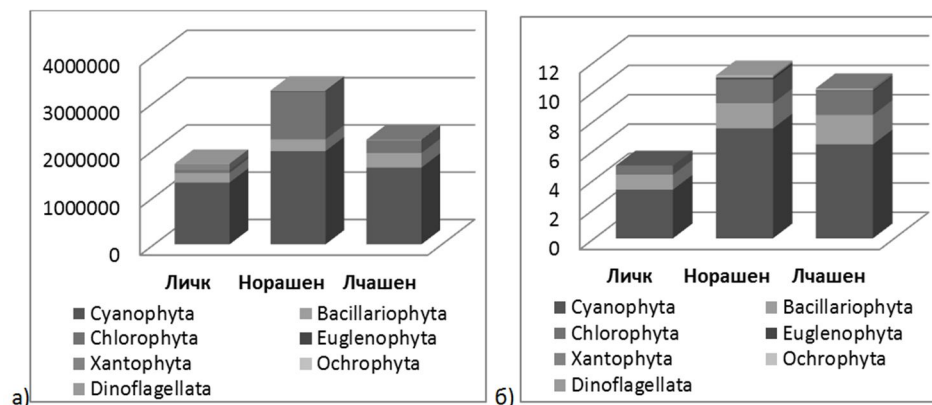 4000000
3000000
2000000
1000000
0
Личк Норашен Лчашен
Cyanophyta Bacillariophyta
Chlorophyta Euglenophyta
Xantophyta Ochrophyta
Dinoflagellata
а)
12
10
8
6
4
2
0
Личк Норашен Лчашен
Cyanophyta Bacillariophyta
Chlorophyta Euglenophyta
Xantophyta Ochrophyta
Dinoflagellata
б)